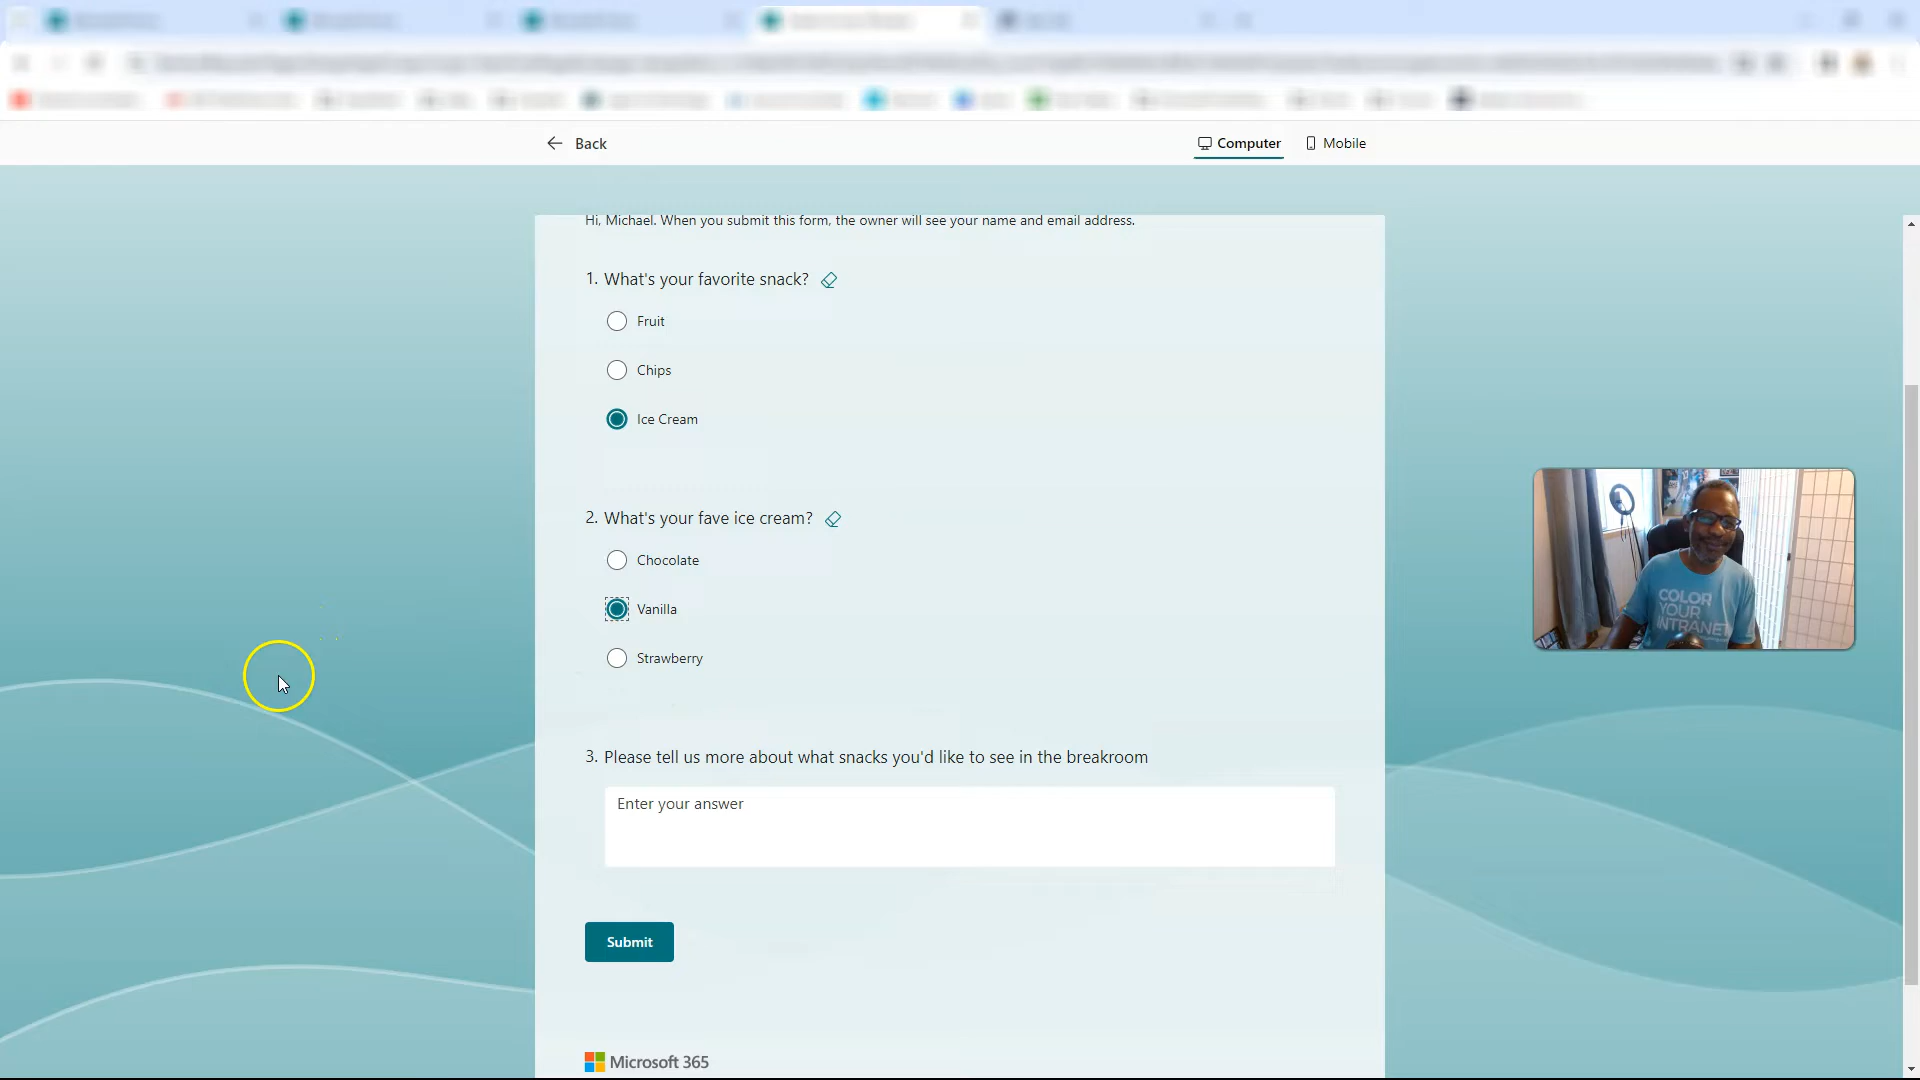 Back
Computer
Mobile
Hi, Michael. When you submit this form, the owner will see your name and email address.
1. What's your favorite snack?
Fruit
Chips
Ice Cream
2. What's your fave ice cream?
Chocolate
Vanilla
Strawberry
3. Please tell us more about what snacks you'd like to see in the breakroom
Enter your answer
Submit
Microsoft 365
COLOR
YOUR
INTRANET